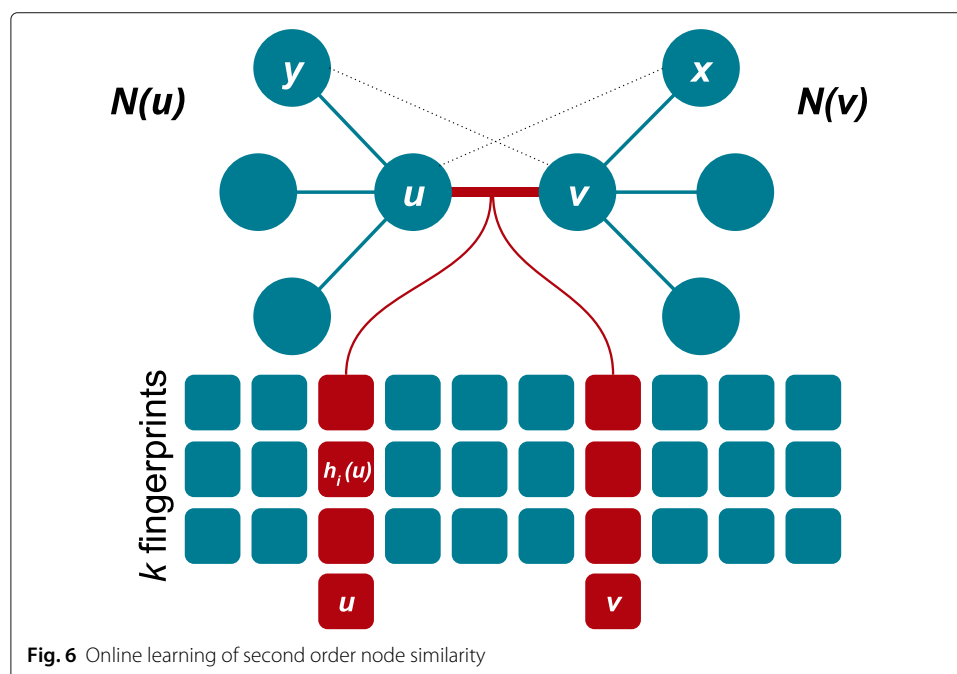 y
x
N(u)
N(v)
u
v
k fingerprints
h_i(u)
u
v
Fig. 6 Online learning of second order node similarity